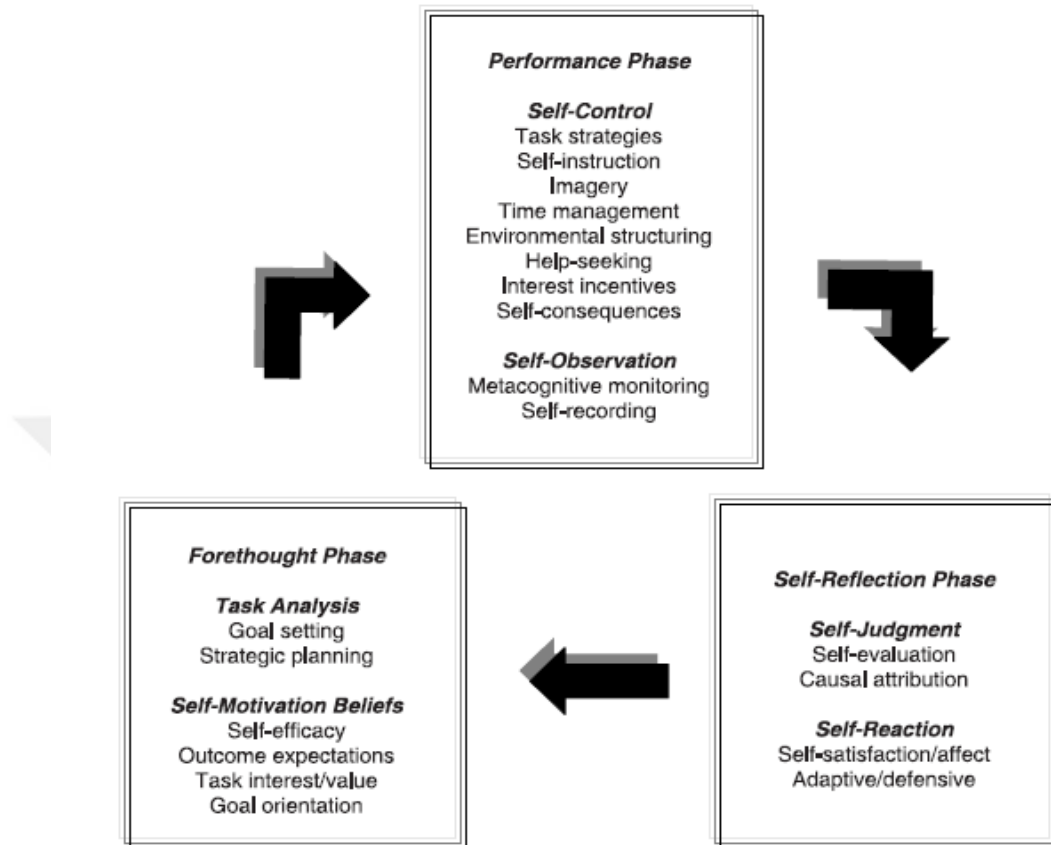 Performance Phase
Self-Control
Task strategies
Self-instruction
Imagery
Time management
Environmental structuring
Help-seeking
Interest incentives
Self-consequences
Self-Observation
Metacognitive monitoring
Self-recording
Forethought Phase
Task Analysis
Goal setting
Strategic planning
Self-Motivation Beliefs
Self-efficacy
Outcome expectations
Task interest/value
Goal orientation
Self-Reflection Phase
Self-Judgment
Self-evaluation
Causal attribution
Self-Reaction
Self-satisfaction/affect
Adaptive/defensive